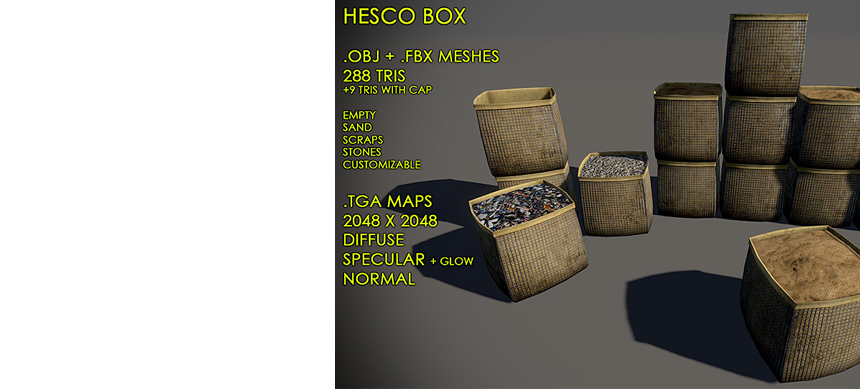 HESCO BOX
.OBJ + .FBX MESHES
288 TRIS
+9 TRIS WITH CAP
EMPTY
SAND
SCRAPS
STONES
CUSTOMIZABLE
.TGA MAPS
2048 X 2048
DIFFUSE
SPECULAR + GLOW
NORMAL